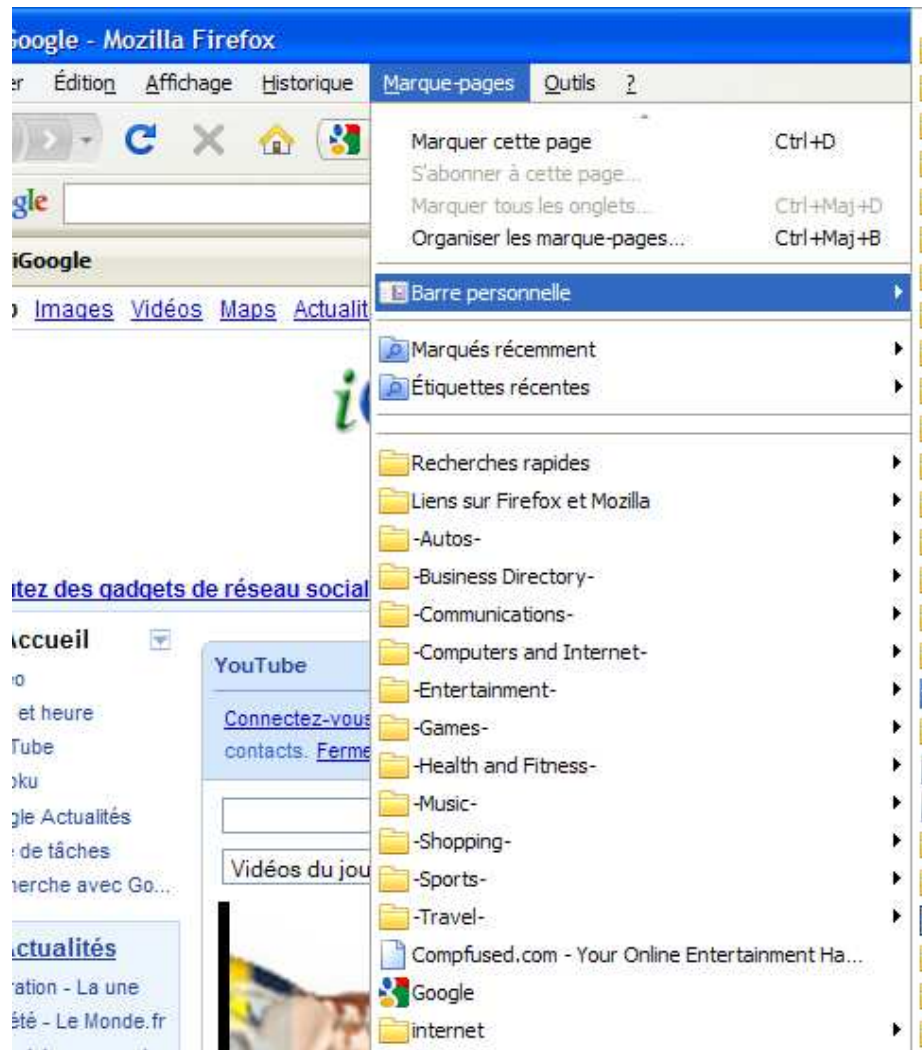 Google - Mozilla Firefox
Édition Affichage Historique Marque-pages Outils ?
Marquer cette page Ctrl+D
S'abonner à cette page...
Marquer tous les onglets... Ctrl+Maj+D
Organiser les marque-pages... Ctrl+Maj+B
iGoogle
Images Vidéos Maps Actualit
Barre personnelle
Marqués récemment
Étiquettes récentes
Recherches rapides
Liens sur Firefox et Mozilla
-Autos-
-Business Directory-
-Communications-
-Computers and Internet-
-Entertainment-
-Games-
-Health and Fitness-
-Music-
-Shopping-
-Sports-
-Travel-
Compfused.com - Your Online Entertainment Ha...
Google
internet
utez des gadgets de réseau social
Accueil
et heure
Tube
oku
gle Actualités
de tâches
herche avec Go...
YouTube
Connectez-vous
contacts. Ferme
Vidéos du jou
Actualités
ration - La une
été - Le Monde.fr